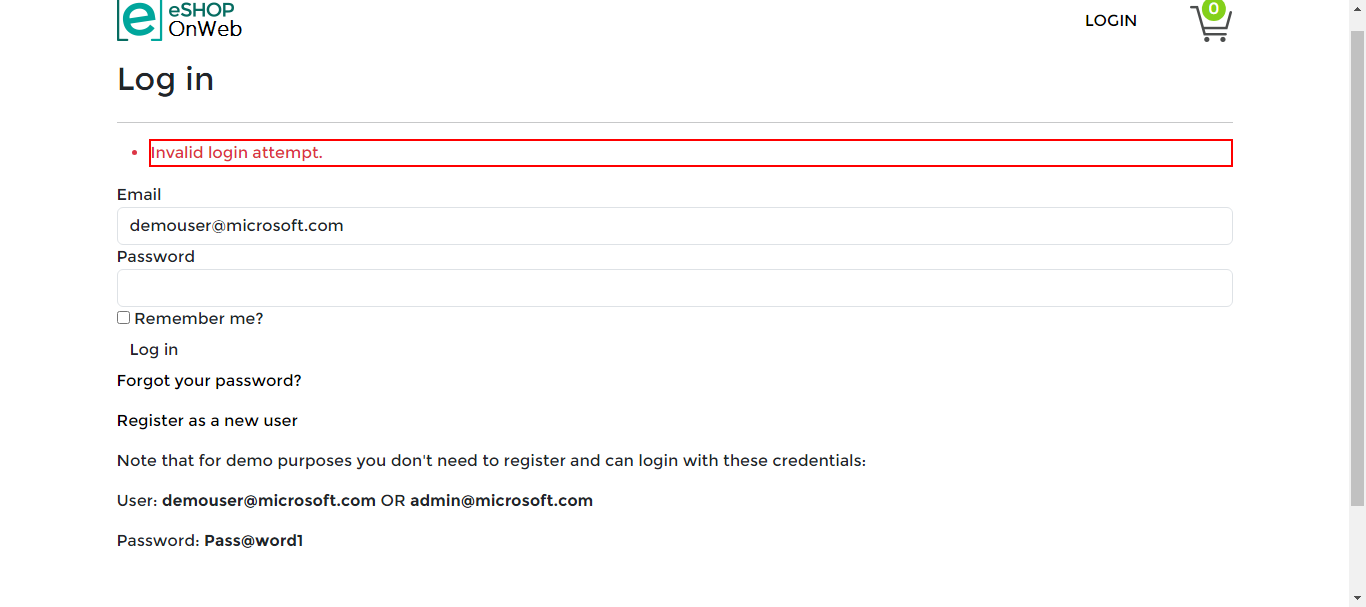 eSHOP
OnWeb
LOGIN
0
Log in
Invalid login attempt.
Email
demouser@microsoft.com
Password
Remember me?
Log in
Forgot your password?
Register as a new user
Note that for demo purposes you don't need to register and can login with these credentials:
User: demouser@microsoft.com OR admin@microsoft.com
Password: Pass@word1